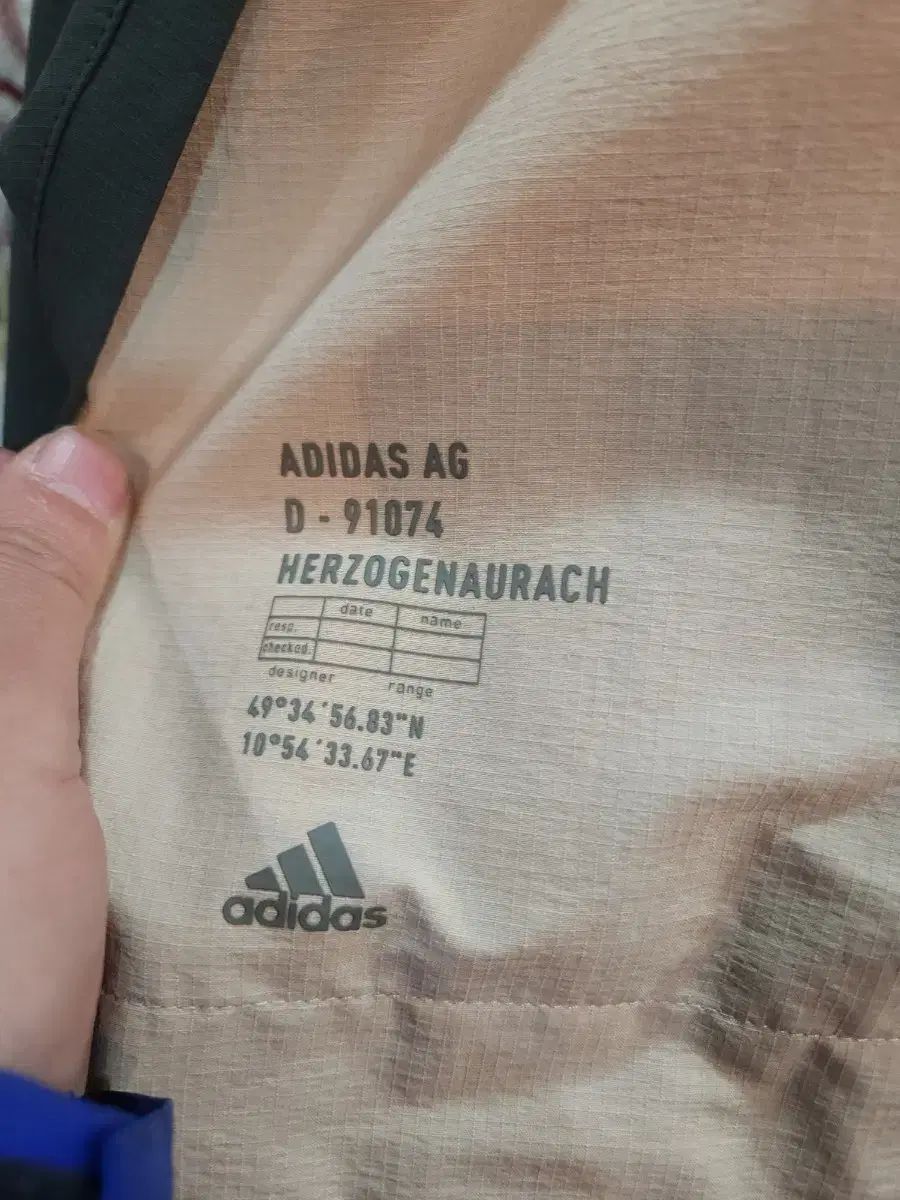 ADIDAS AG
D - 91074
HERZOGENAURACH
date name
resp.
checked.
designer range
49°34´56.83"N
10°54´33.67"E
adidas